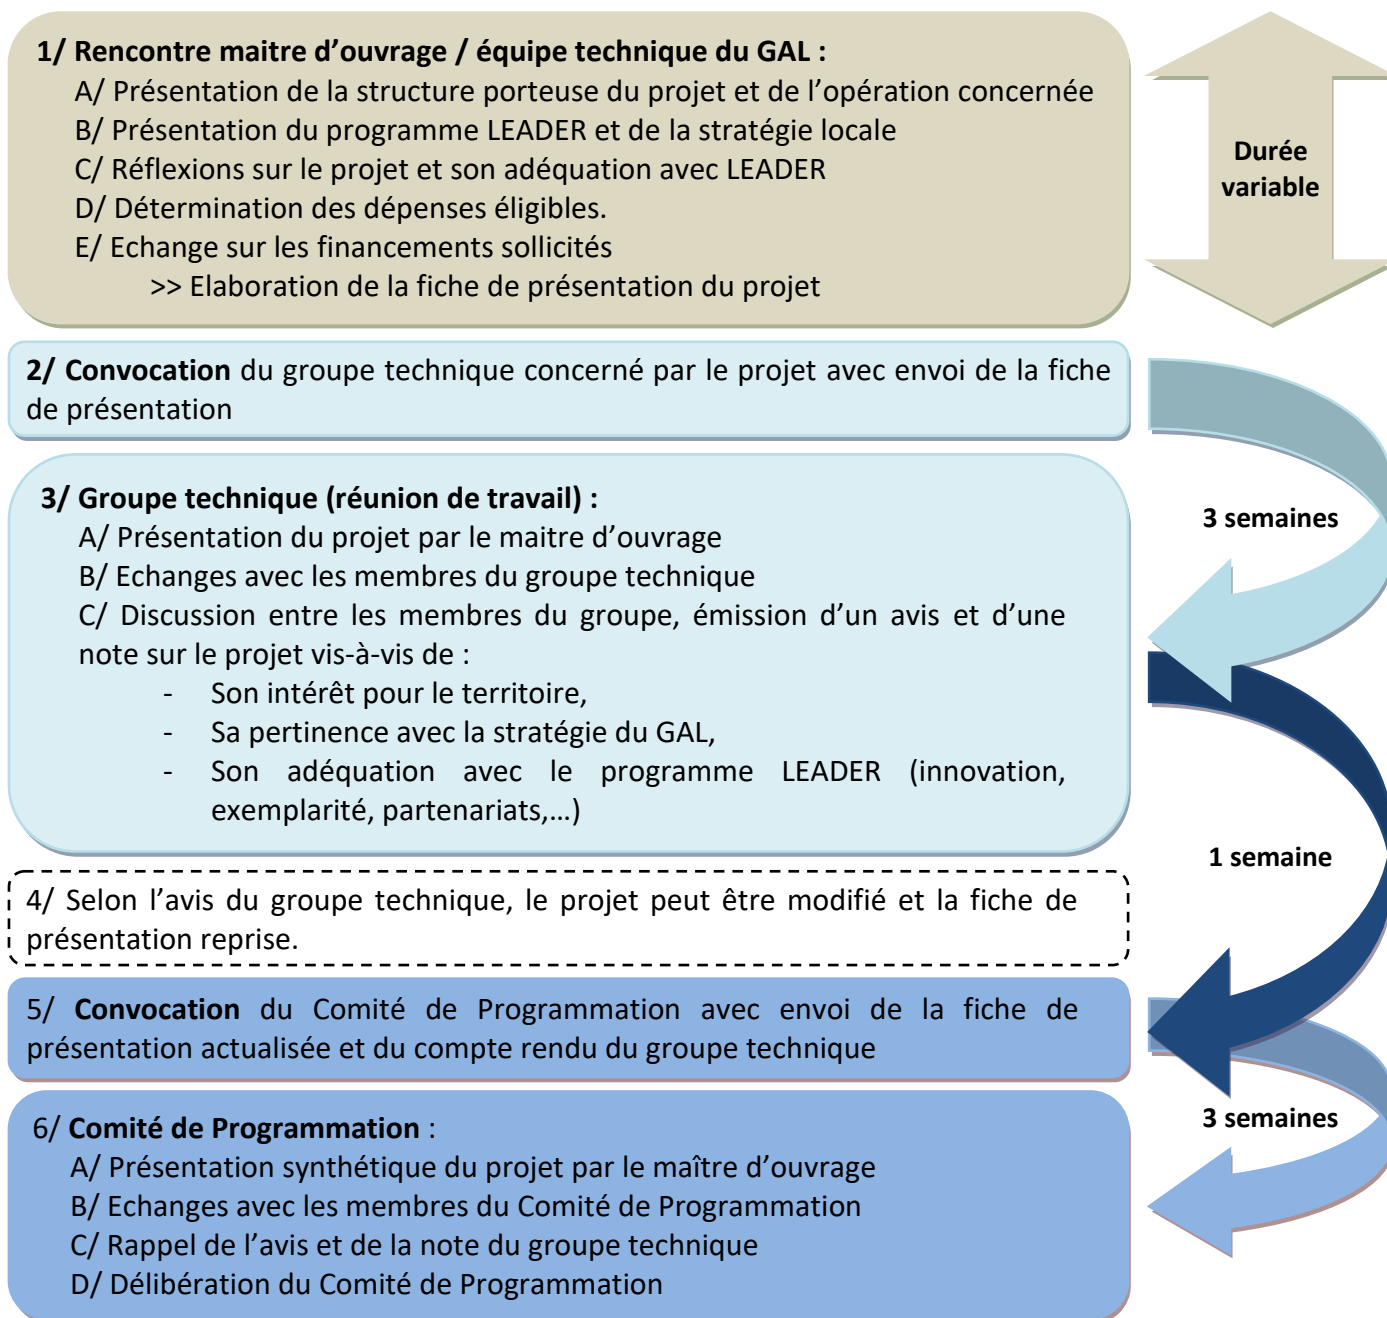 1/ Rencontre maitre d'ouvrage / équipe technique du GAL :
A/ Présentation de la structure porteuse du projet et de l'opération concernée
B/ Présentation du programme LEADER et de la stratégie locale
C/ Réflexions sur le projet et son adéquation avec LEADER
D/ Détermination des dépenses éligibles.
E/ Echange sur les financements sollicités
>> Elaboration de la fiche de présentation du projet
Durée
variable
2/ Convocation du groupe technique concerné par le projet avec envoi de la fiche
de présentation
3/ Groupe technique (réunion de travail) :
A/ Présentation du projet par le maitre d'ouvrage
B/ Echanges avec les membres du groupe technique
C/ Discussion entre les membres du groupe, émission d'un avis et d'une
note sur le projet vis-à-vis de :
- Son intérêt pour le territoire,
- Sa pertinence avec la stratégie du GAL,
- Son adéquation avec le programme LEADER (innovation,
exemplarité, partenariats,…)
3 semaines
4/ Selon l'avis du groupe technique, le projet peut être modifié et la fiche de
présentation reprise.
1 semaine
5/ Convocation du Comité de Programmation avec envoi de la fiche de
présentation actualisée et du compte rendu du groupe technique
6/ Comité de Programmation :
A/ Présentation synthétique du projet par le maître d'ouvrage
B/ Echanges avec les membres du Comité de Programmation
C/ Rappel de l'avis et de la note du groupe technique
D/ Délibération du Comité de Programmation
3 semaines